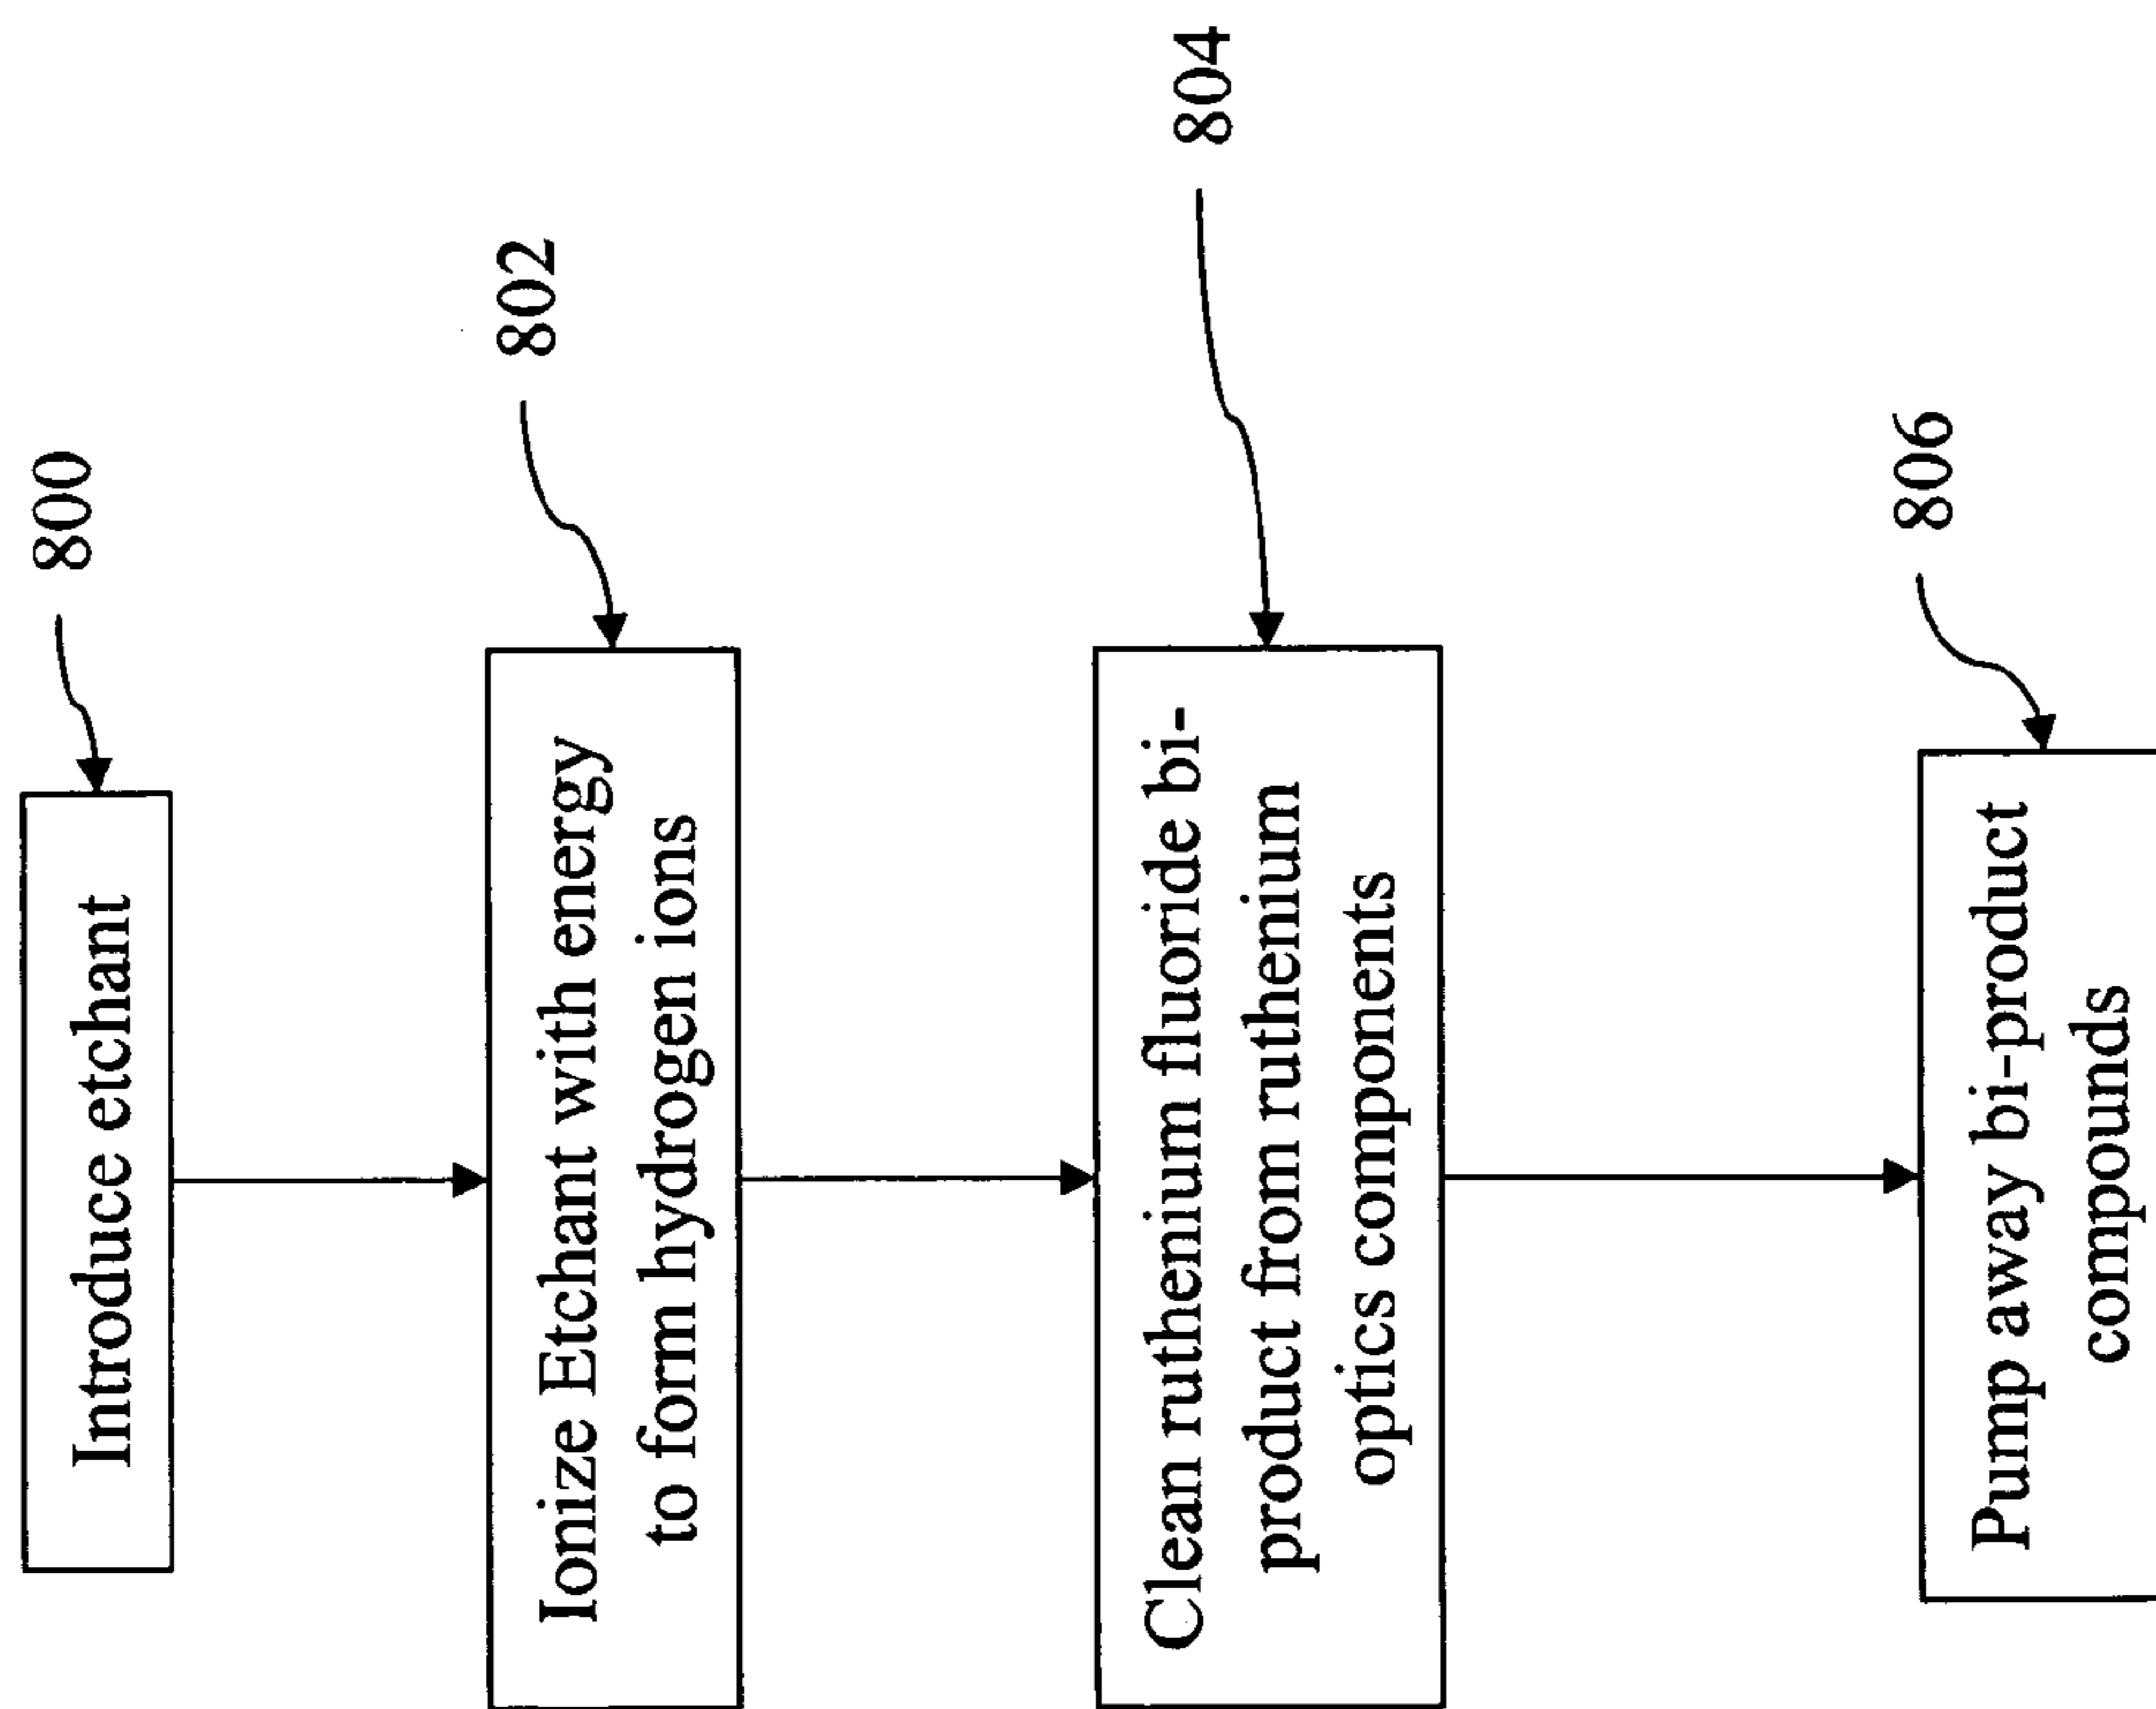 800
Introduce etchant
802
Ionize Etchant with energy
to form hydrogen ions
804
Clean ruthenium fluoride bi-
product from ruthenium
optics components
806
Pump away bi-product
compounds